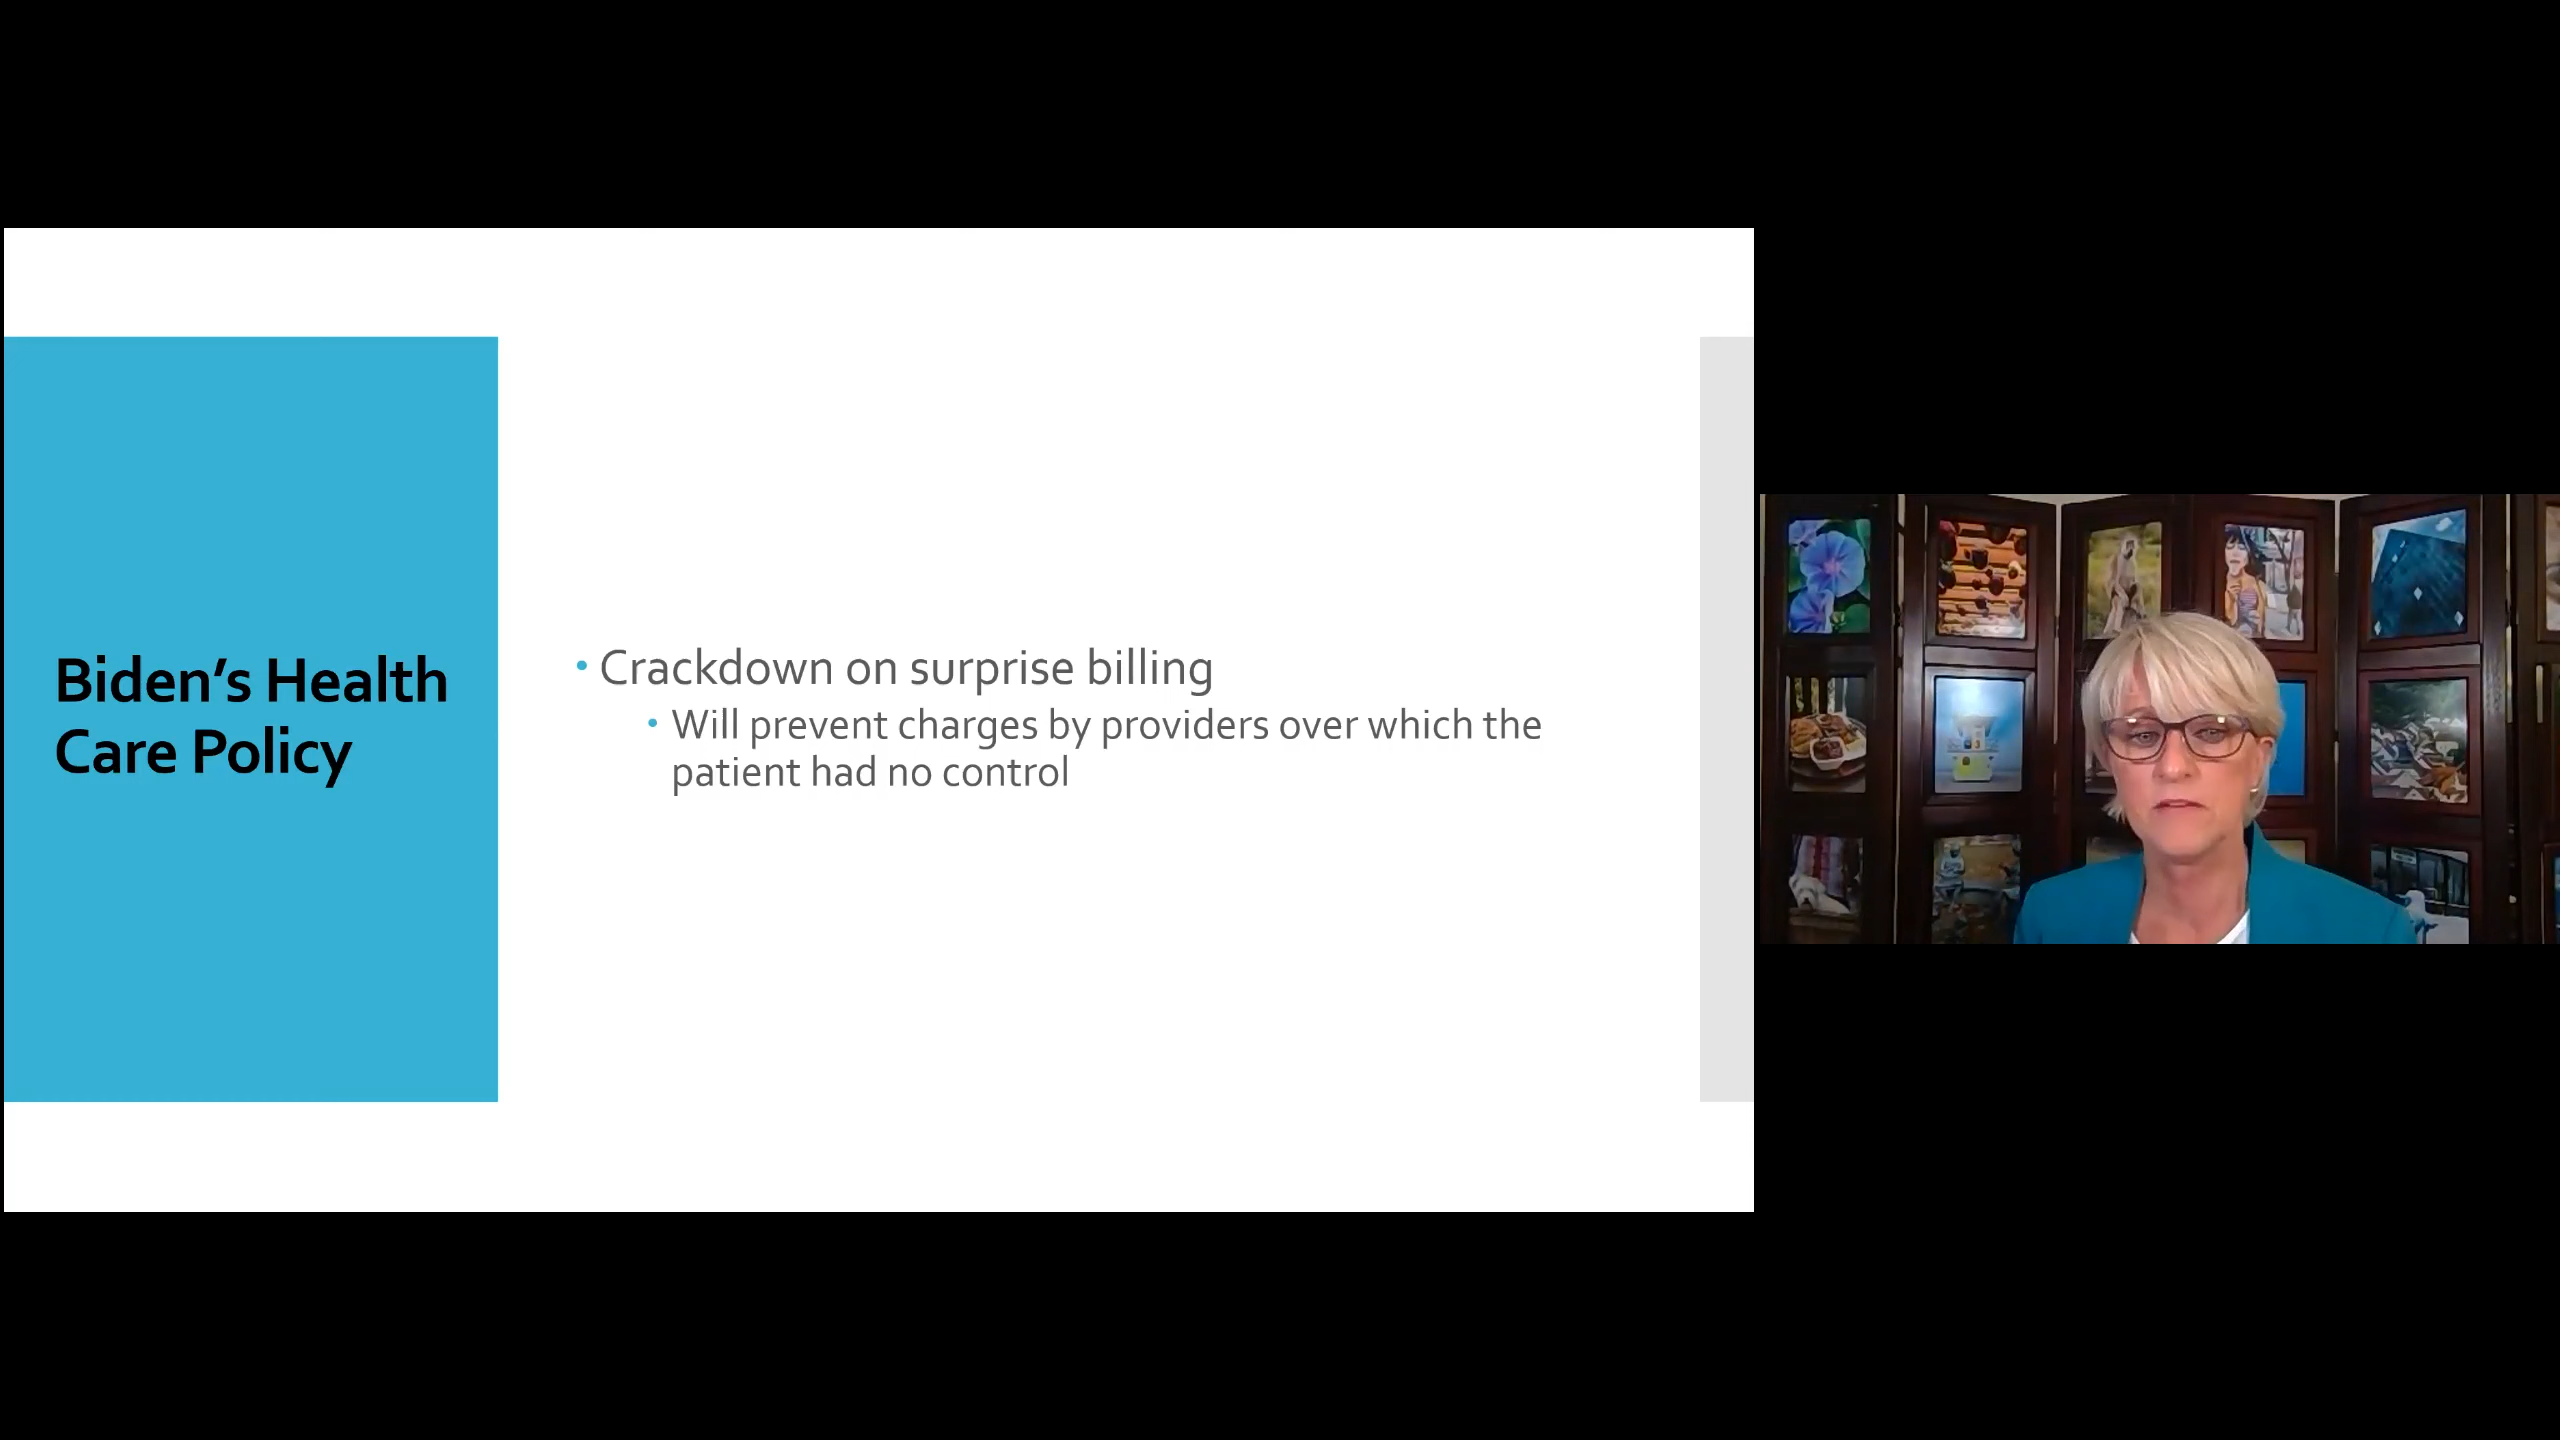 Biden’s Health
Care Policy
• Crackdown on surprise billing
• Will prevent charges by providers over which the
patient had no control